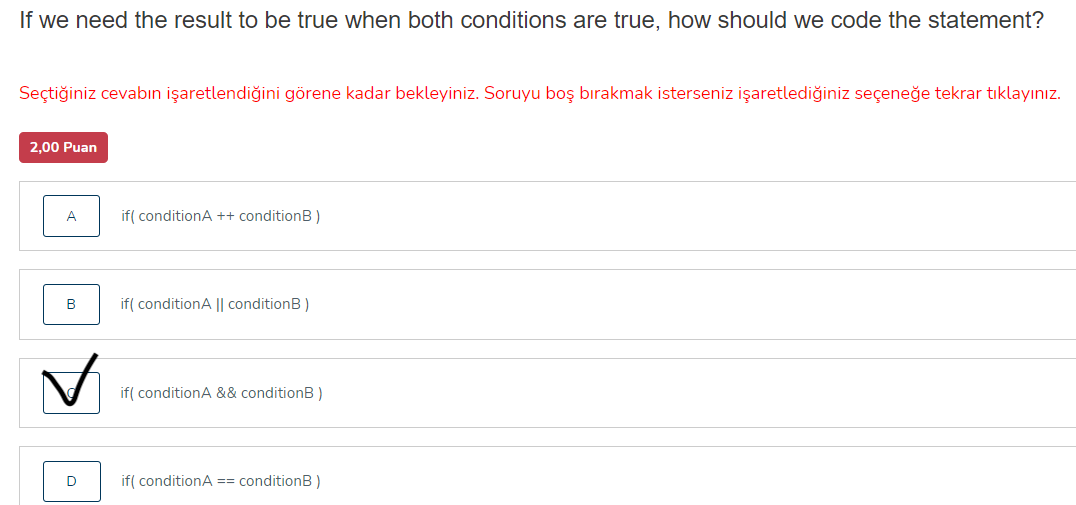 If we need the result to be true when both conditions are true, how should we code the statement?
Seçtiğiniz cevabın işaretlendiğini görene kadar bekleyiniz. Soruyu boş bırakmak isterseniz işaretlediğiniz seçeneğe tekrar tıklayınız.
2,00 Puan
A if( conditionA ++ conditionB )
B if( conditionA || conditionB )
C if( conditionA && conditionB )
D if( conditionA == conditionB )